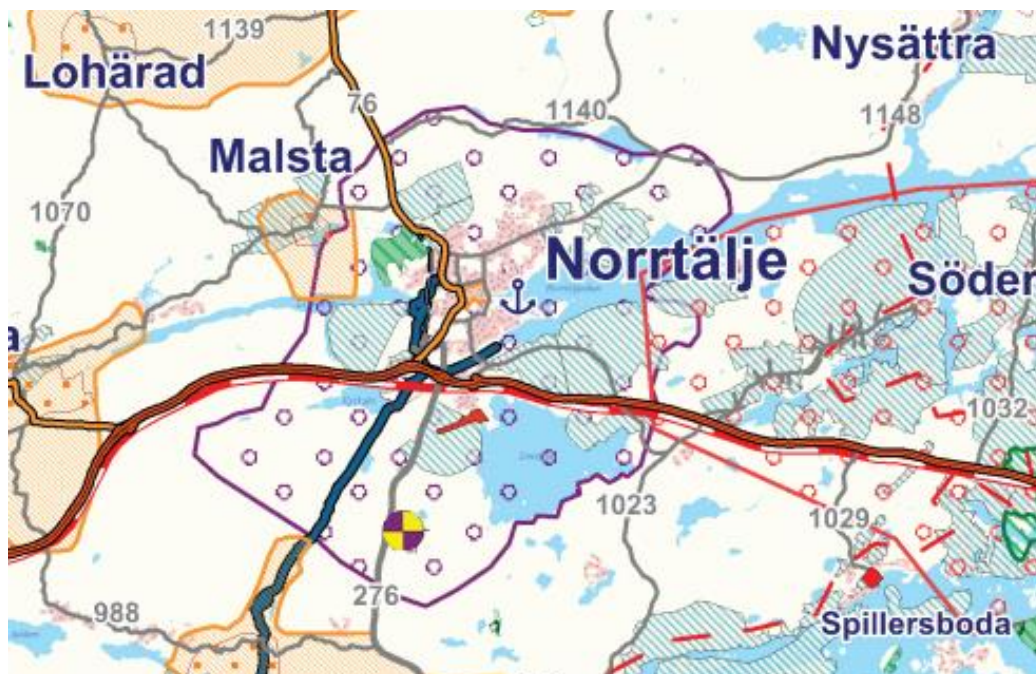 1139
Lohärad
Nysättra
76
1140
1148
Malsta
1070
Norrtälje
Söder
a
1032
1023
1029
276
988
Spillersboda